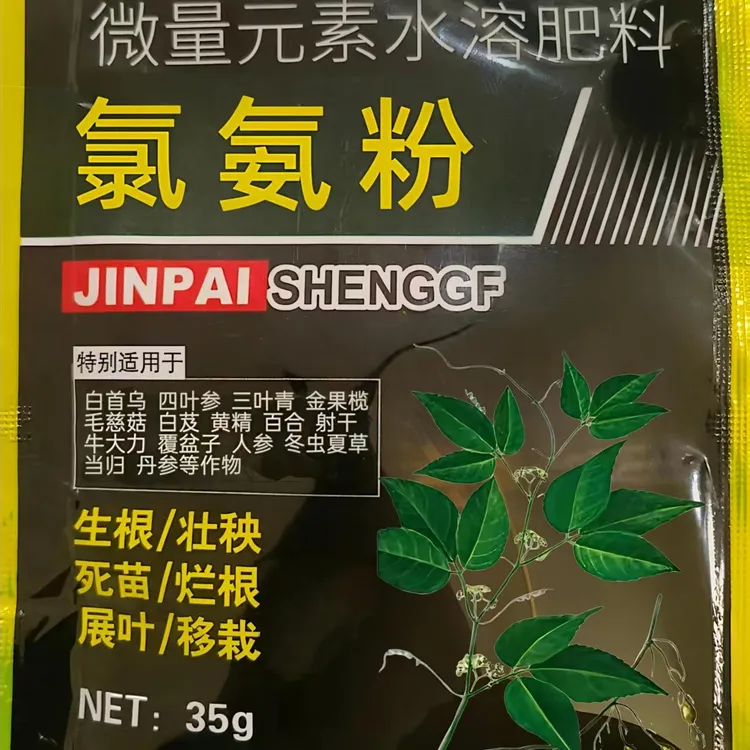 微量元素水溶肥料
氯氨粉
JINPAI SHENGGF
特别适用于
白首乌 四叶参 三叶青 金果榄
毛慈菇 白芨 黄精 百合 射干
牛大力 覆盆子 人参 冬虫夏草
当归 丹参等作物
生根/壮秧
死苗/烂根
展叶/移栽
NET: 35g